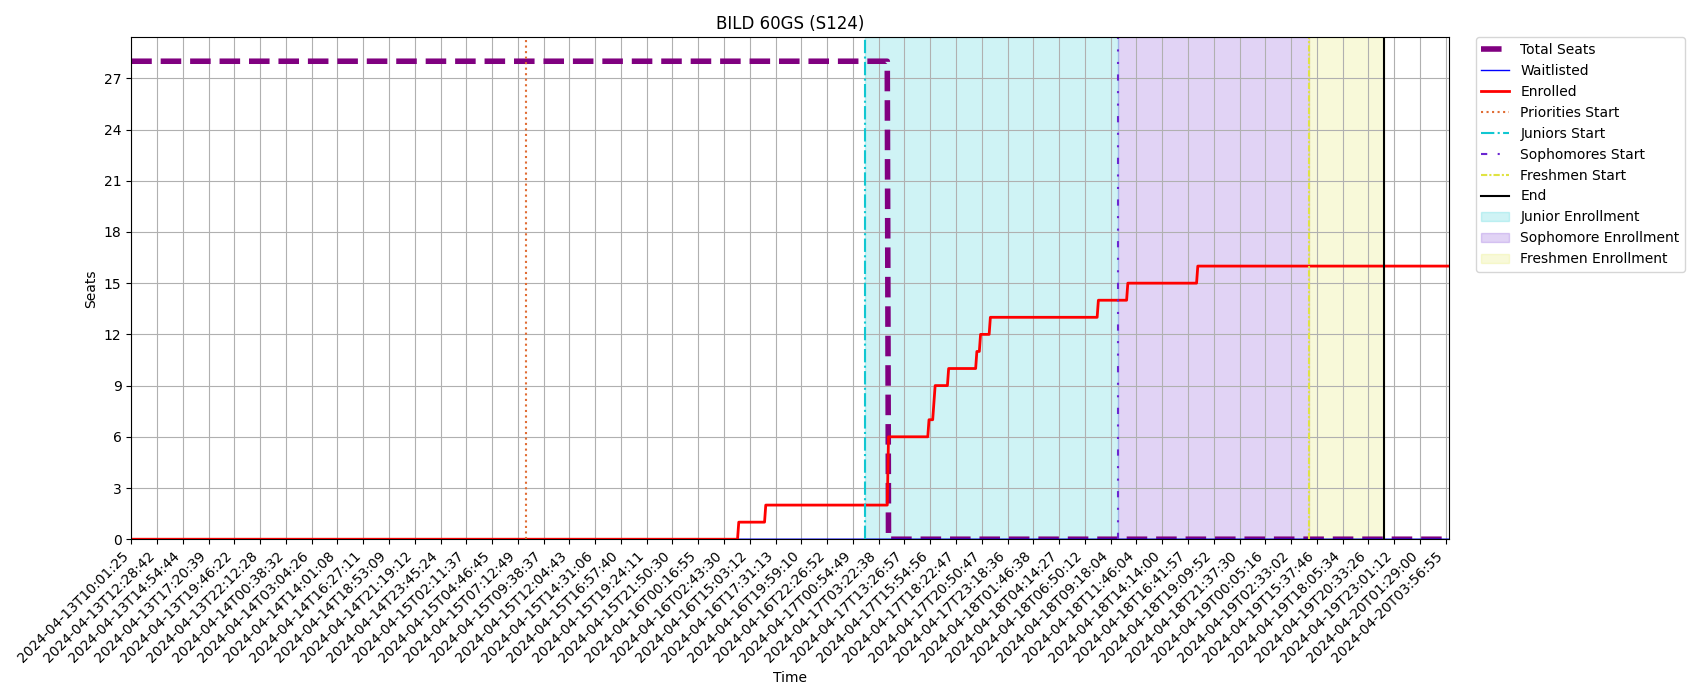 BILD 60GS (S124)
Seats
27
24
21
18
15
12
9
6
3
0
2024-04-13T10:01:25
2024-04-13T12:28:42
2024-04-13T14:54:44
2024-04-13T17:20:39
2024-04-13T19:46:22
2024-04-13T22:12:28
2024-04-14T00:38:32
2024-04-14T03:04:26
2024-04-14T14:01:08
2024-04-14T16:27:11
2024-04-14T18:53:09
2024-04-14T21:19:12
2024-04-14T23:45:24
2024-04-15T02:11:37
2024-04-15T04:46:45
2024-04-15T07:12:49
2024-04-15T09:38:37
2024-04-15T12:04:43
2024-04-15T14:31:06
2024-04-15T16:57:40
2024-04-15T19:24:11
2024-04-15T21:50:30
2024-04-16T00:16:55
2024-04-16T02:43:30
2024-04-16T15:03:12
2024-04-16T17:31:13
2024-04-16T19:59:10
2024-04-16T22:26:52
2024-04-17T00:54:49
2024-04-17T03:22:38
2024-04-17T13:26:57
2024-04-17T15:54:56
2024-04-17T18:22:47
2024-04-17T20:50:47
2024-04-17T23:18:36
2024-04-18T01:46:38
2024-04-18T04:14:27
2024-04-18T06:50:12
2024-04-18T09:18:04
2024-04-18T11:46:04
2024-04-18T14:14:00
2024-04-18T16:41:57
2024-04-18T19:09:52
2024-04-18T21:37:30
2024-04-19T00:05:16
2024-04-19T02:33:02
2024-04-19T15:37:46
2024-04-19T18:05:34
2024-04-19T20:33:26
2024-04-19T23:01:12
2024-04-20T01:29:00
2024-04-20T03:56:55
Time
Total Seats
Waitlisted
Enrolled
Priorities Start
Juniors Start
Sophomores Start
Freshmen Start
End
Junior Enrollment
Sophomore Enrollment
Freshmen Enrollment